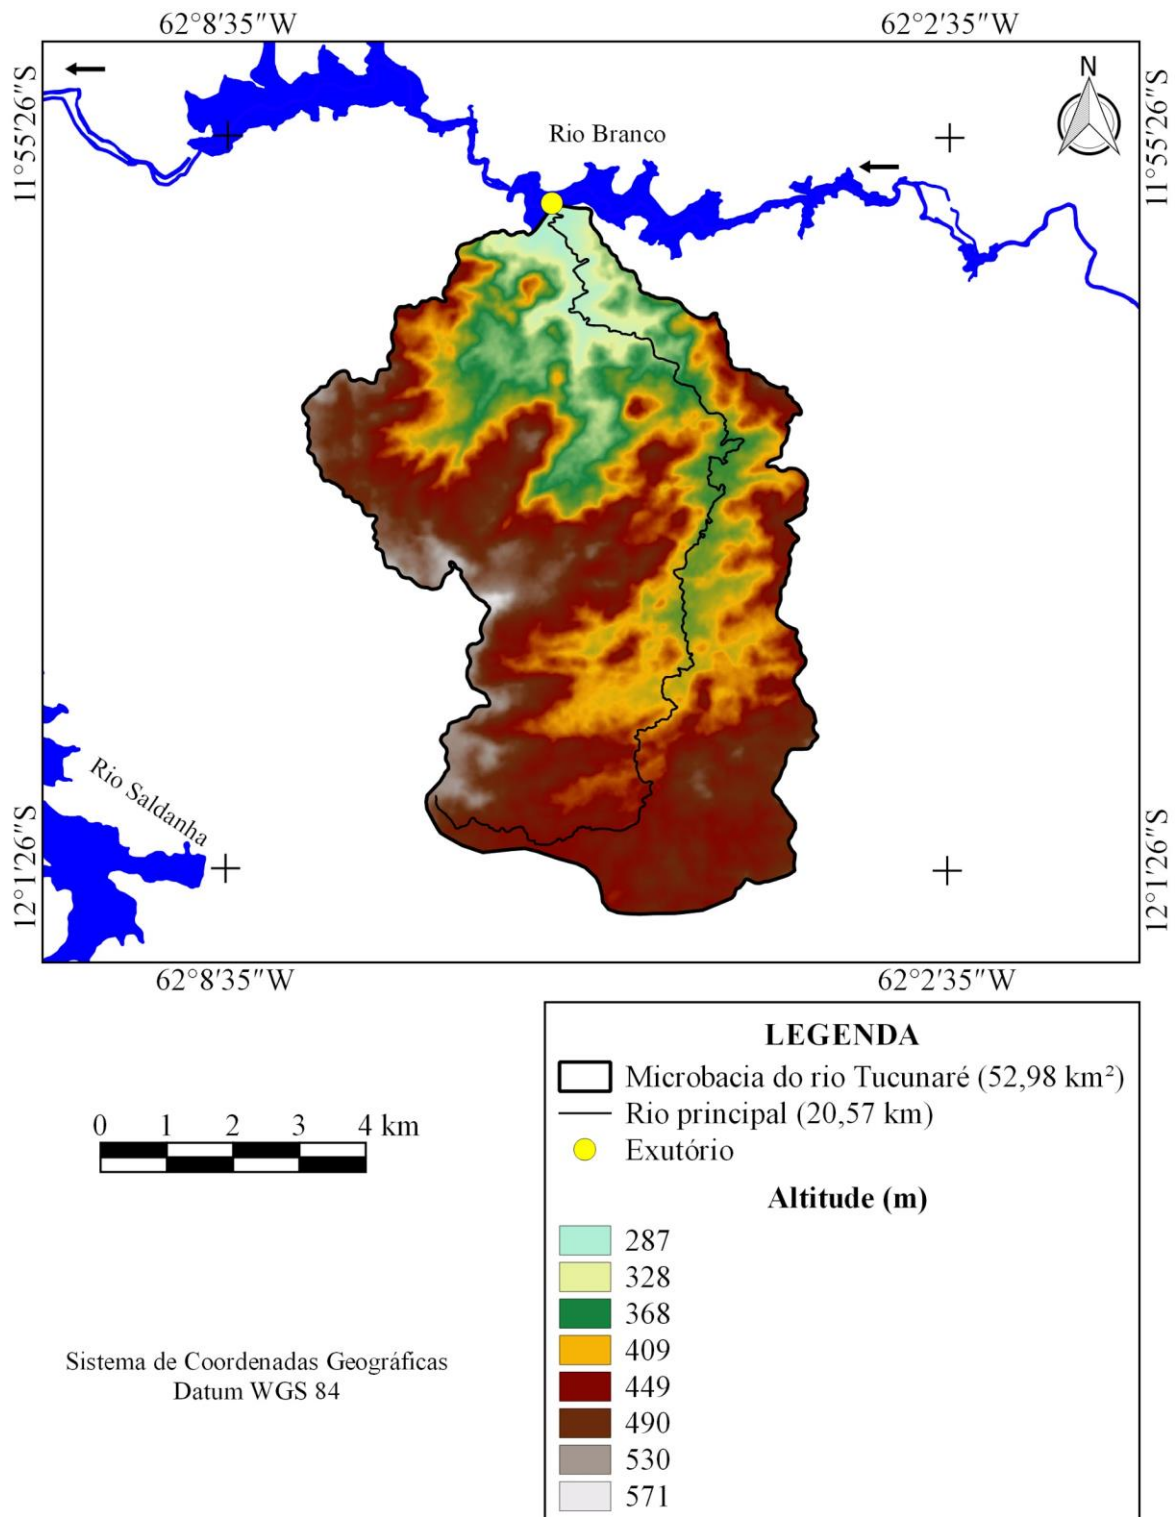 62°8'35"W
62°2'35"W
11°55'26"S
N
11°55'26"S
Rio Branco
Rio Saldanha
12°1'26"S
12°1'26"S
62°8'35"W
62°2'35"W
LEGENDA
Microbacia do rio Tucunaré (52,98 km²)
Rio principal (20,57 km)
Exutório
0 1 2 3 4 km
Altitude (m)
287
328
368
409
449
490
530
571
Sistema de Coordenadas Geográficas
Datum WGS 84